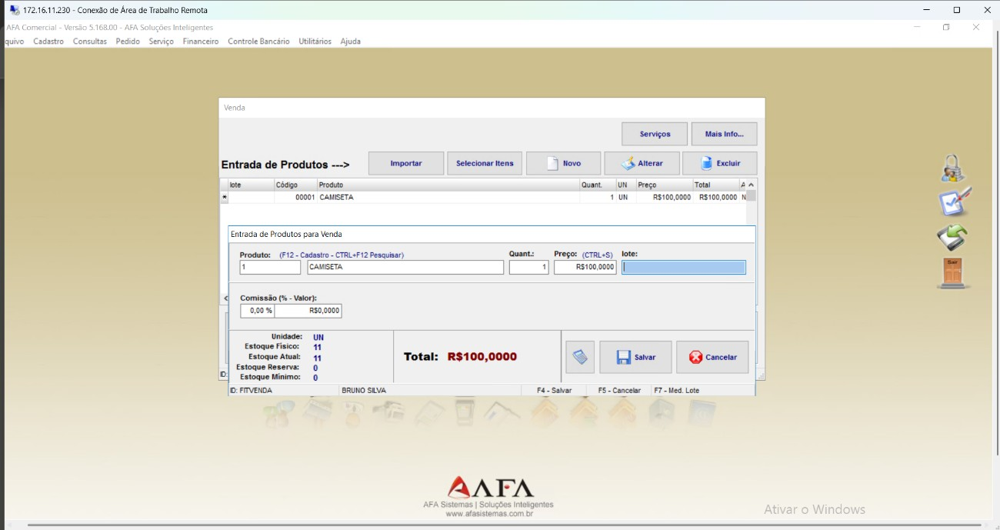 172.16.11.230 - Conexão de Área de Trabalho Remota
AFA Comercial - Versão 5.168.00 - AFA Soluções Inteligentes
quivo Cadastro Consultas Pedido Serviço Financeiro Controle Bancário Utilitários Ajuda
Venda
Serviços Mais Info...
Entrada de Produtos ---> Importar Selecionar Itens Novo Alterar Excluir
lote Código Produto Quant. UN Preço Total A
* 00001 CAMISETA 1 UN R$100,0000 R$100,0000 N
Entrada de Produtos para Venda
Produto: (F12 - Cadastro - CTRL+F12 Pesquisar) Quant.: Preço: (CTRL+S) lote:
1 CAMISETA 1 R$100,0000
Comissão (% - Valor):
0,00 % R$0,0000
Unidade: UN
Estoque Físico: 11
Estoque Atual: 11
Estoque Reserva: 0
Estoque Mínimo: 0
Total: R$100,0000
Salvar Cancelar
ID:
ID: FITVENDA BRUNO SILVA F4 - Salvar F5 - Cancelar F7 - Med. Lote
Sair
AFA
AFA Sistemas | Soluções Inteligentes
www.afasistemas.com.br
Ativar o Windows